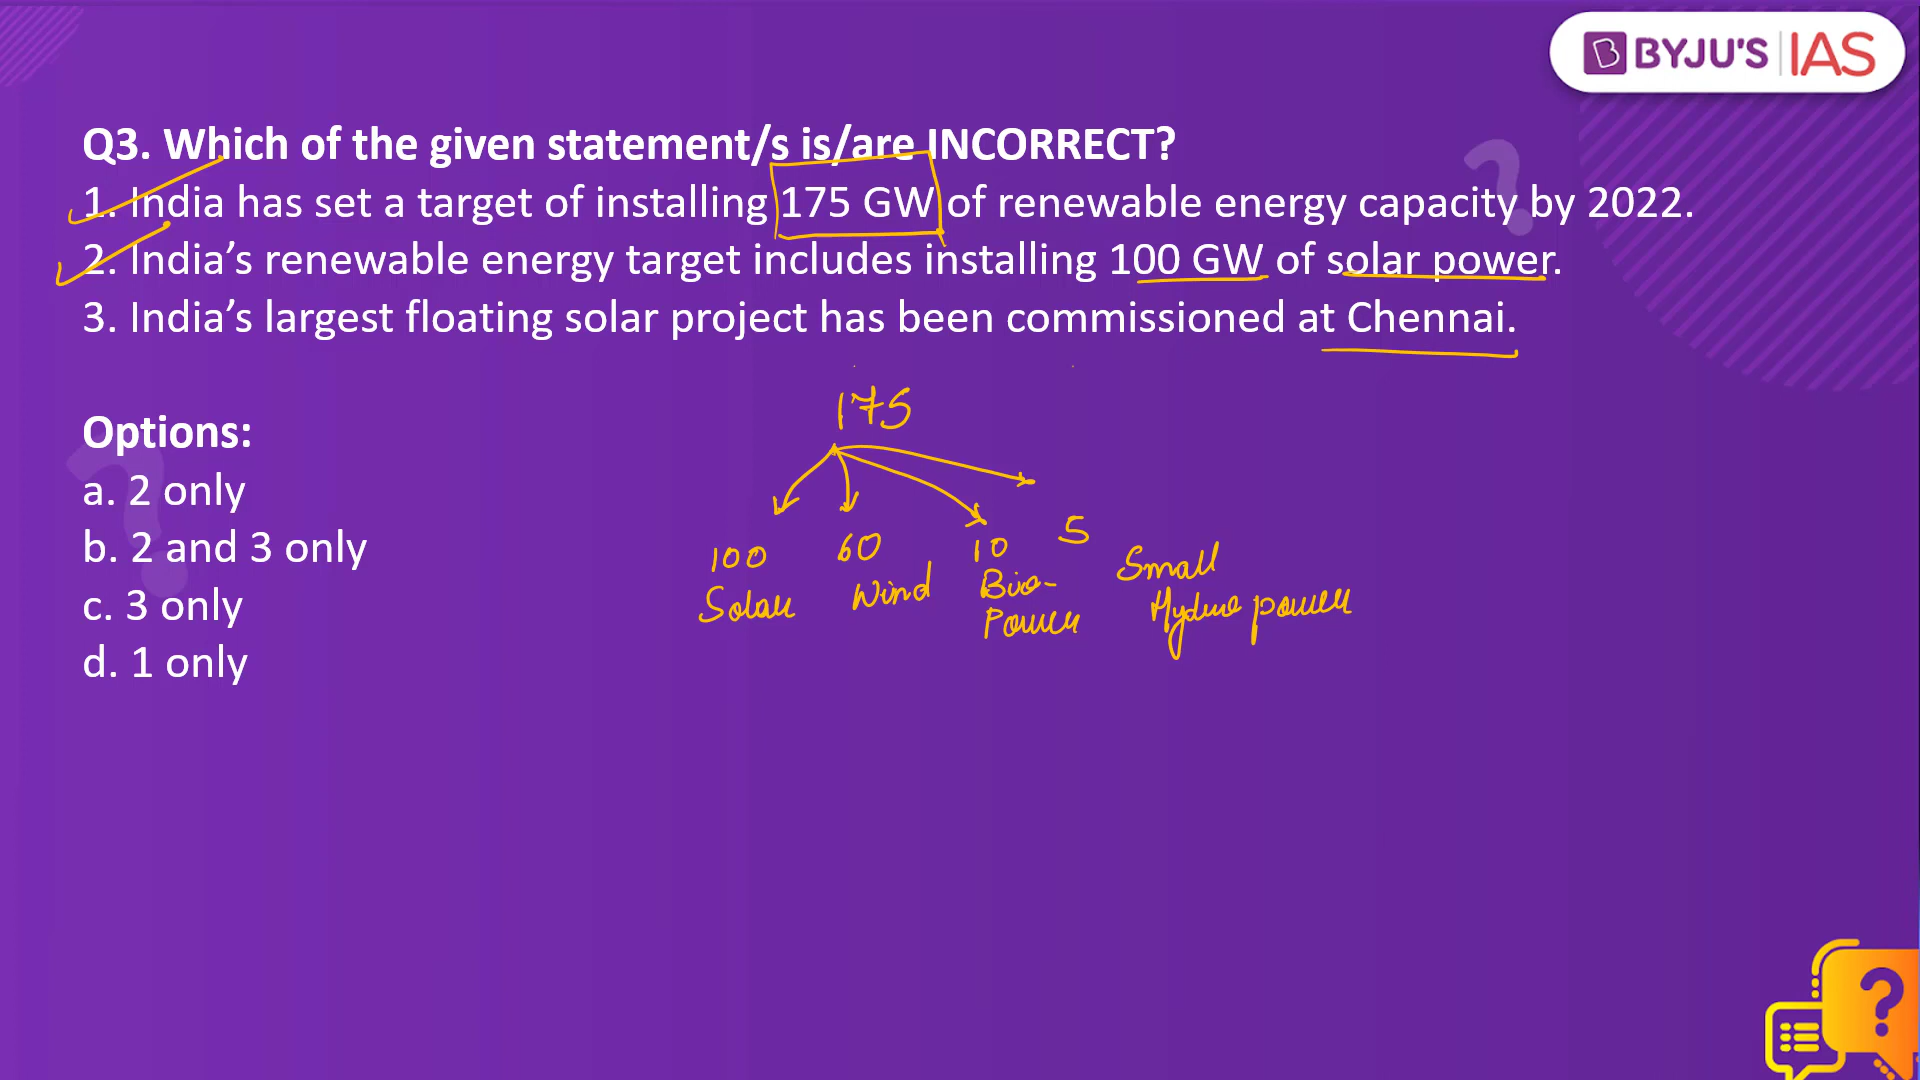 BYJU'S IAS
Q3. Which of the given statement/s is/are INCORRECT?
1. India has set a target of installing 175 GW of renewable energy capacity by 2022.
2. India's renewable energy target includes installing 100 GW of solar power.
3. India's largest floating solar project has been commissioned at Chennai.
Options:
a. 2 only
b. 2 and 3 only
c. 3 only
d. 1 only
175
100 60 10 5
Solar Wind Bio- Small
Power Hydro power